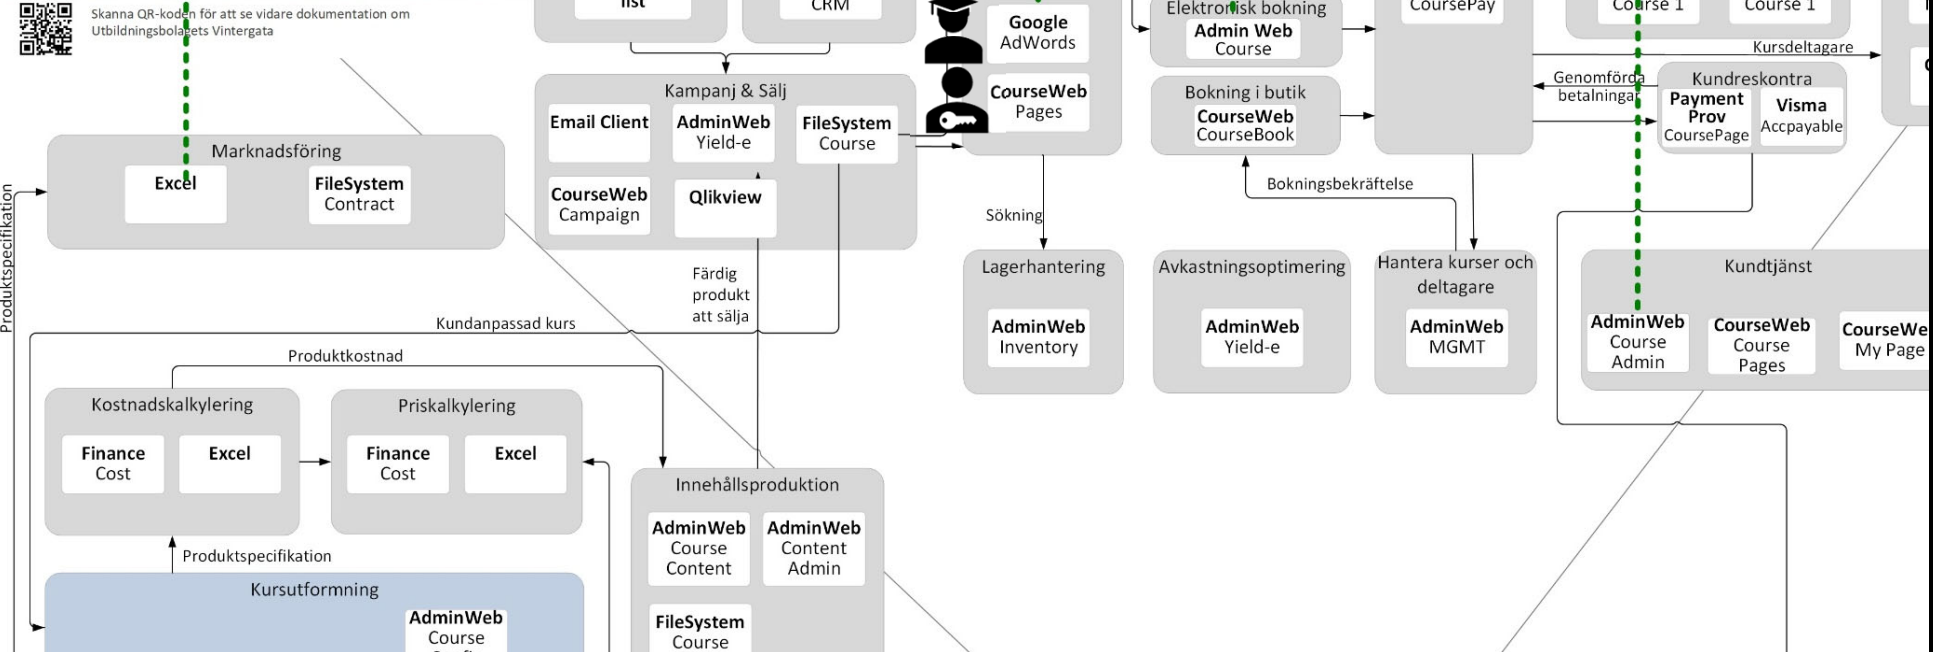 Skanna QR-koden för att se vidare dokumentation om
Utbildningsbolagets Vintergata
list
CRM
Google
AdWords
CourseWeb
Pages
Elektronisk bokning
Admin Web
Course
CoursePay
Course 1
Course 1
Kursdeltagare
Genomförda
betalningar
Kundreskontra
Payment
Prov
CoursePage
Visma
Accpayable
Bokning i butik
CourseWeb
CourseBook
Bokningsbekräftelse
Kampanj & Sälj
Email Client
AdminWeb
Yield-e
FileSystem
Course
CourseWeb
Campaign
Qlikview
Marknadsföring
Excel
FileSystem
Contract
Produktspecifikation
Sökning
Färdig
produkt
att sälja
Kundanpassad kurs
Lagerhantering
AdminWeb
Inventory
Avkastningsoptimering
AdminWeb
Yield-e
Hantera kurser och
deltagare
AdminWeb
MGMT
Kundtjänst
AdminWeb
Course
Admin
CourseWeb
Course
Pages
CourseWe
My Page
Produktkostnad
Kostnadskalkylering
Finance
Cost
Excel
Priskalkylering
Finance
Cost
Excel
Innehållsproduktion
AdminWeb
Course
Content
AdminWeb
Content
Admin
FileSystem
Course
Produktspecifikation
Kursutformning
AdminWeb
Course